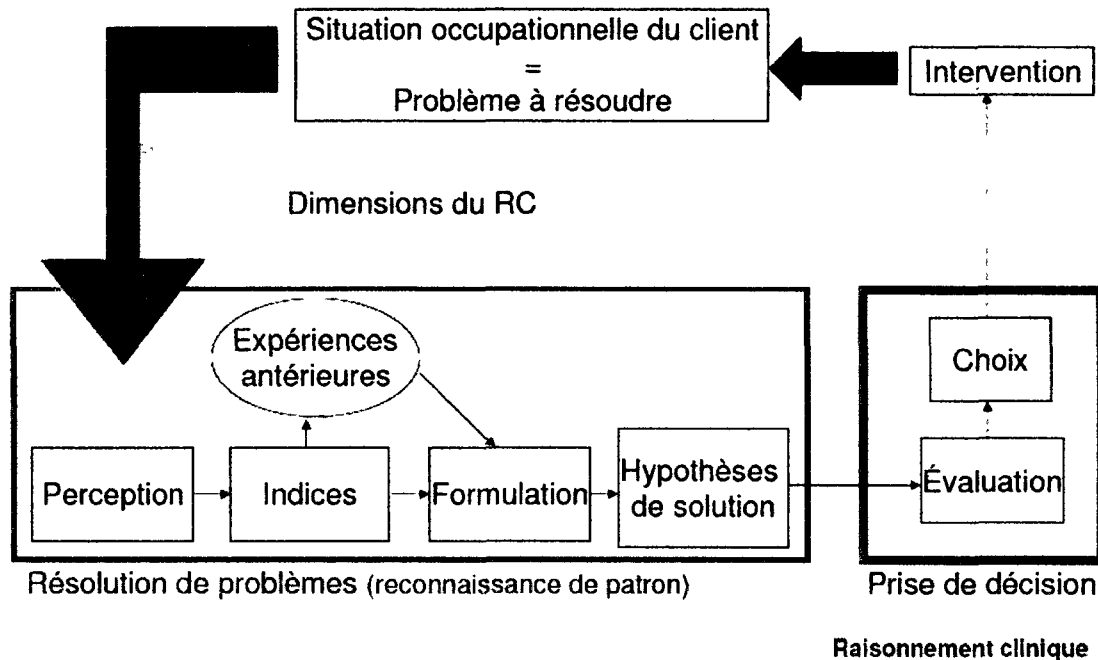 Situation occupationnelle du client
=
Problème à résoudre
Intervention
Dimensions du RC
Expériences
antérieures
Choix
Perception
Indices
Formulation
Hypothèses
de solution
Évaluation
Résolution de problèmes (reconnaissance de patron)
Prise de décision
Raisonnement clinique